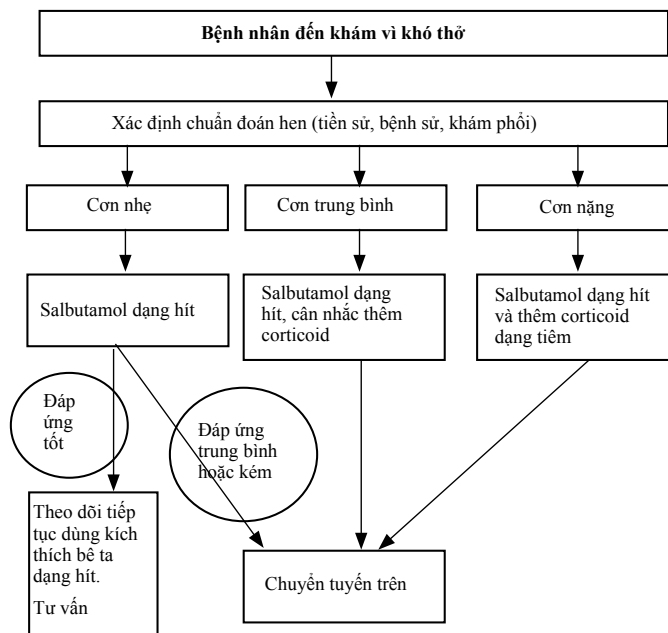 Bệnh nhân đến khám vì khó thở
Xác định chuẩn đoán hen (tiền sử, bệnh sử, khám phổi)
Cơn nhẹ
Cơn trung bình
Cơn nặng
Salbutamol dạng hít
Salbutamol dạng
hít, cân nhắc thêm
corticoid
Salbutamol dạng hít
và thêm corticoid
dạng tiêm
Đáp
ứng
tốt
Đáp ứng
trung bình
hoặc kém
Theo dõi tiếp
tục dùng kích
thích bê ta
dạng hít.
Tư vấn
Chuyển tuyến trên